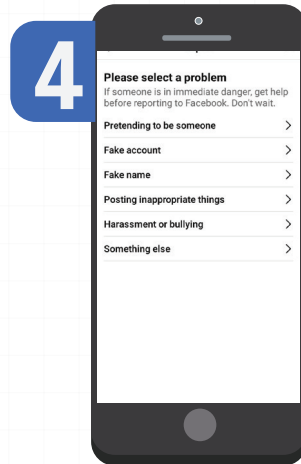 4
Please select a problem
If someone is in immediate danger, get help
before reporting to Facebook. Don't wait.
Pretending to be someone
Fake account
Fake name
Posting inappropriate things
Harassment or bullying
Something else